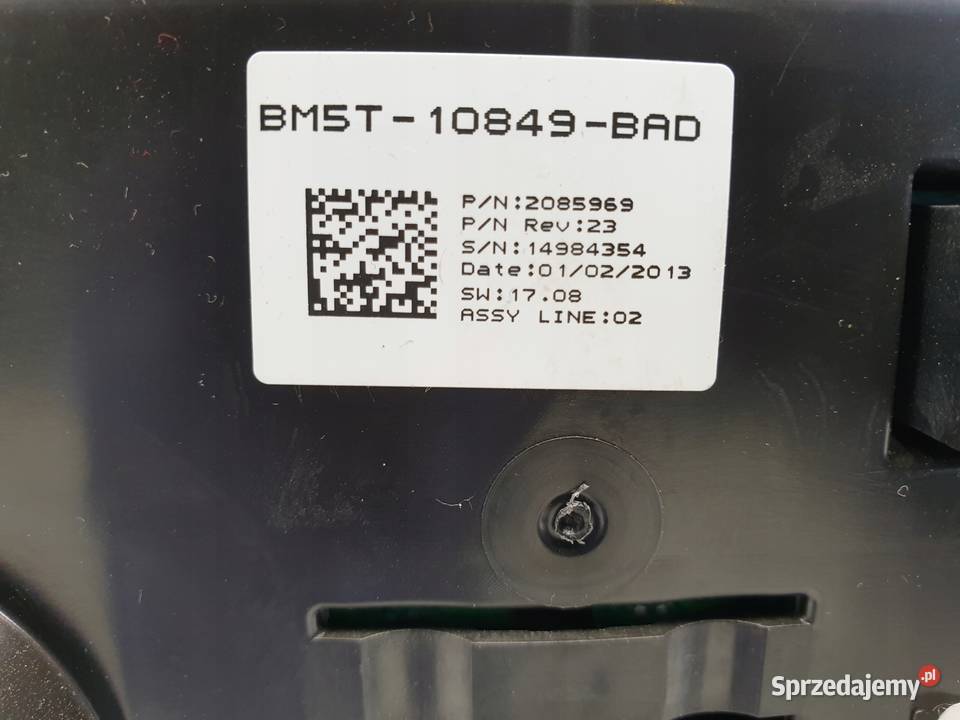 BM5T-10849-BAD
P/N:2085969
P/N Rev:23
S/N:14984354
Date:01/02/2013
SW:17.08
ASSY LINE:02
Sprzedajemy.pl